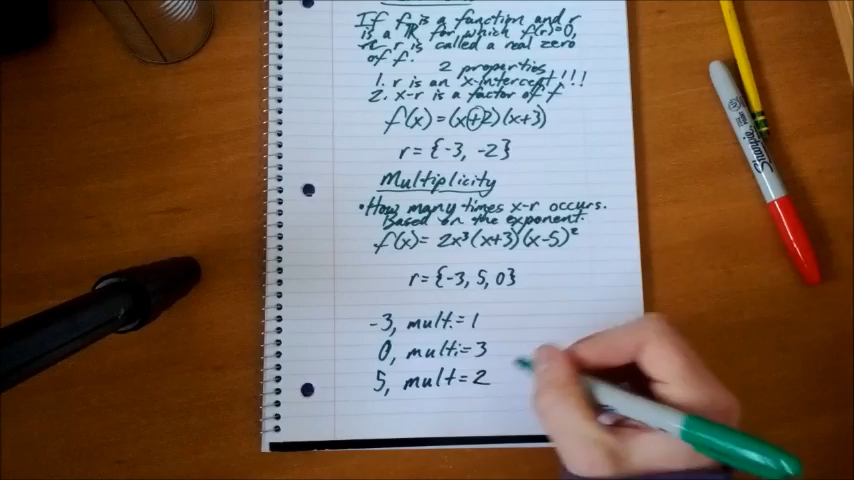 If f is a function and r
is a ℝ for which f(r)=0,
r is called a real zero
of f.
2 properties
1. r is an x-intercept!!!
2. x-r is a factor of f
f(x) = (x+2)(x+3)
r = {-3, -2}
Multiplicity
•How many times x-r occurs.
Based on the exponent.
f(x)= 2x³(x+3)(x-5)²
r = {-3, 5, 0}
-3, mult.= 1
0, mult.= 3
5, mult = 2
Sharpie